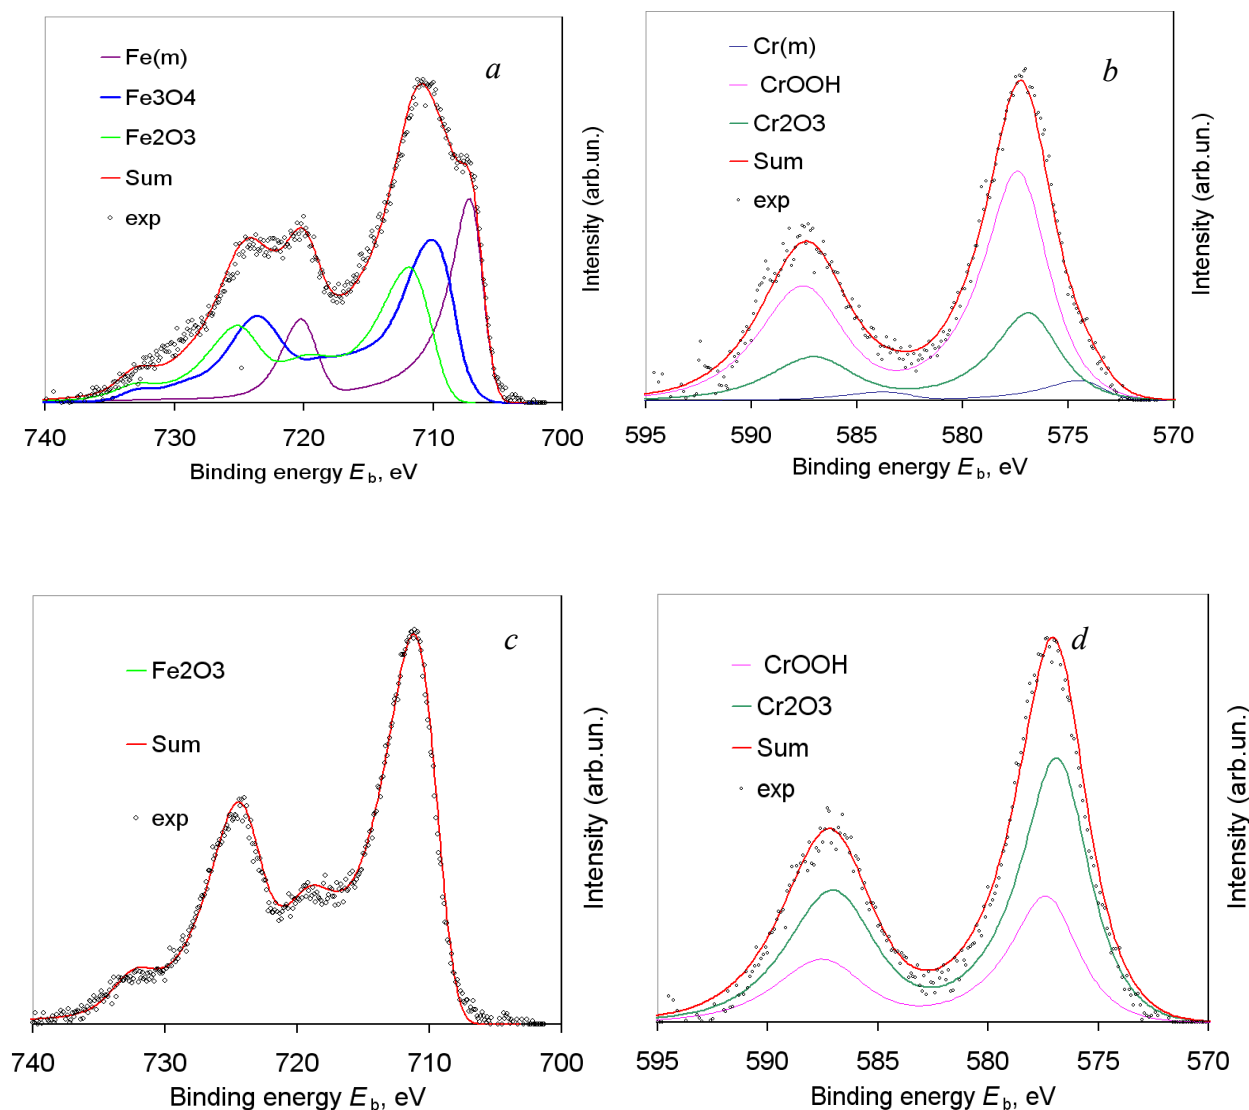 a
Fe(m)
Fe3O4
Fe2O3
Sum
exp
Intensity (arb.un.)
740 730 720 710 700
Binding energy E b, eV
b
Cr(m)
CrOOH
Cr2O3
Sum
exp
Intensity (arb.un.)
595 590 585 580 575 570
Binding energy E b, eV
c
Fe2O3
Sum
exp
Intensity (arb.un.)
740 730 720 710 700
Binding energy E b, eV
d
CrOOH
Cr2O3
Sum
exp
Intensity (arb.un.)
595 590 585 580 575 570
Binding energy E b, eV